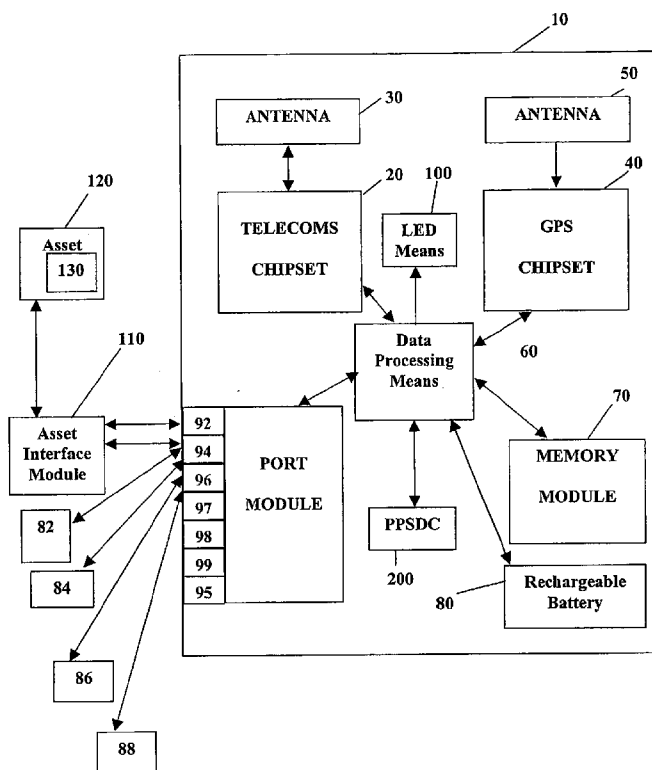 10
30
50
ANTENNA
ANTENNA
20
100
40
120
TELECOMS
CHIPSET
LED
Means
GPS
CHIPSET
Asset
130
110
Data
Processing
Means
60
70
Asset
Interface
Module
92
94
96
97
98
99
95
PORT
MODULE
MEMORY
MODULE
82
84
86
88
PPSDC
200
80
Rechargeable
Battery